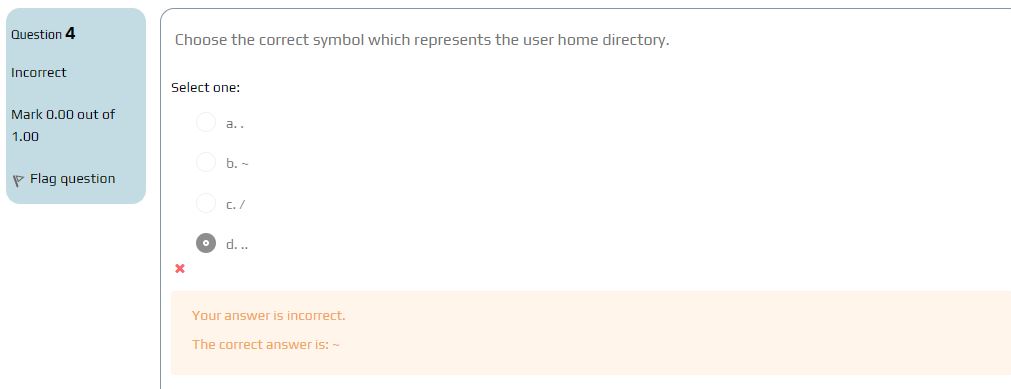 Question 4
Incorrect
Mark 0.00 out of
1.00
Flag question
Choose the correct symbol which represents the user home directory.
Select one:
a. .
b. ~
c. /
d. ..
Your answer is incorrect.
The correct answer is: ~